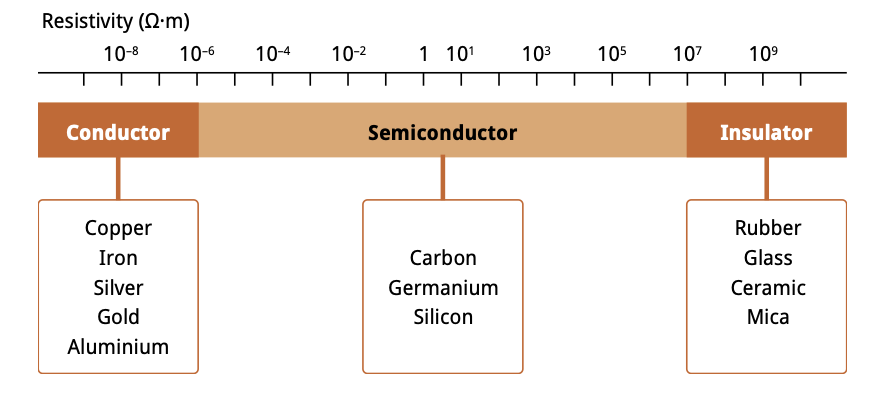 Resistivity (Ω·m)
10⁻⁸ 10⁻⁶ 10⁻⁴ 10⁻² 1 10¹ 10³ 10⁵ 10⁷ 10⁹
Conductor Semiconductor Insulator
Copper
Iron
Silver
Gold
Aluminium
Carbon
Germanium
Silicon
Rubber
Glass
Ceramic
Mica